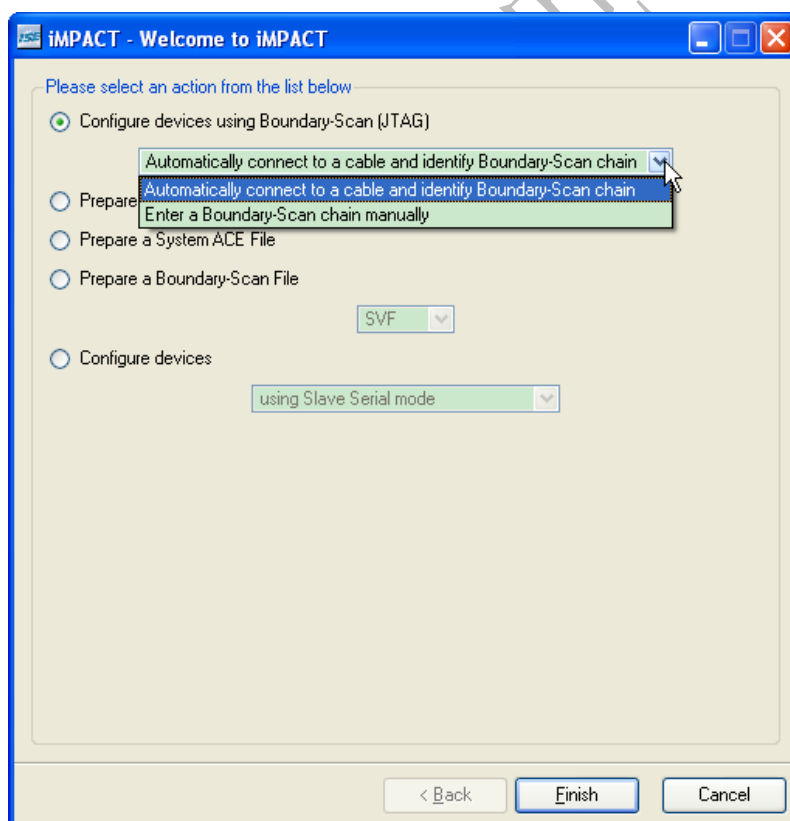 ISE iMPACT - Welcome to iMPACT
Please select an action from the list below
Configure devices using Boundary-Scan (JTAG)
Automatically connect to a cable and identify Boundary-Scan chain
Automatically connect to a cable and identify Boundary-Scan chain
Prepare
Enter a Boundary-Scan chain manually
Prepare a System ACE File
Prepare a Boundary-Scan File
SVF
Configure devices
using Slave Serial mode
< Back Finish Cancel